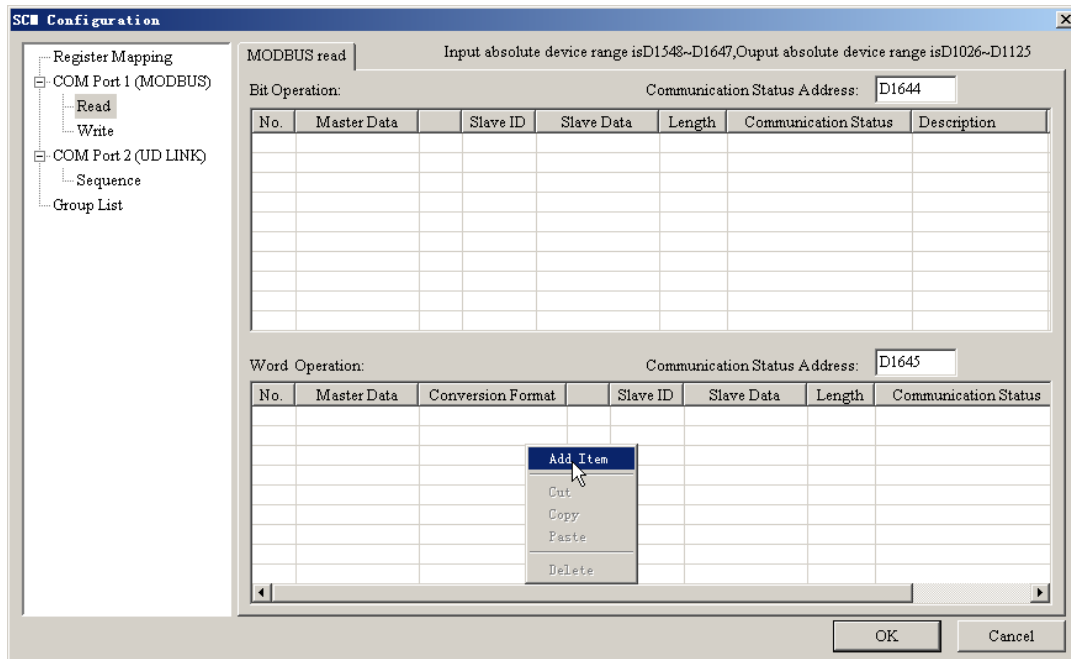 SCM Configuration
Register Mapping
COM Port 1 (MODBUS)
Read
Write
COM Port 2 (UD LINK)
Sequence
Group List
MODBUS read
Input absolute device range isD1548~D1647,Ouput absolute device range isD1026~D1125
Bit Operation: Communication Status Address: D1644
No. Master Data Slave ID Slave Data Length Communication Status Description
Word Operation: Communication Status Address: D1645
No. Master Data Conversion Format Slave ID Slave Data Length Communication Status
Add Item
Cut
Copy
Paste
Delete
OK Cancel